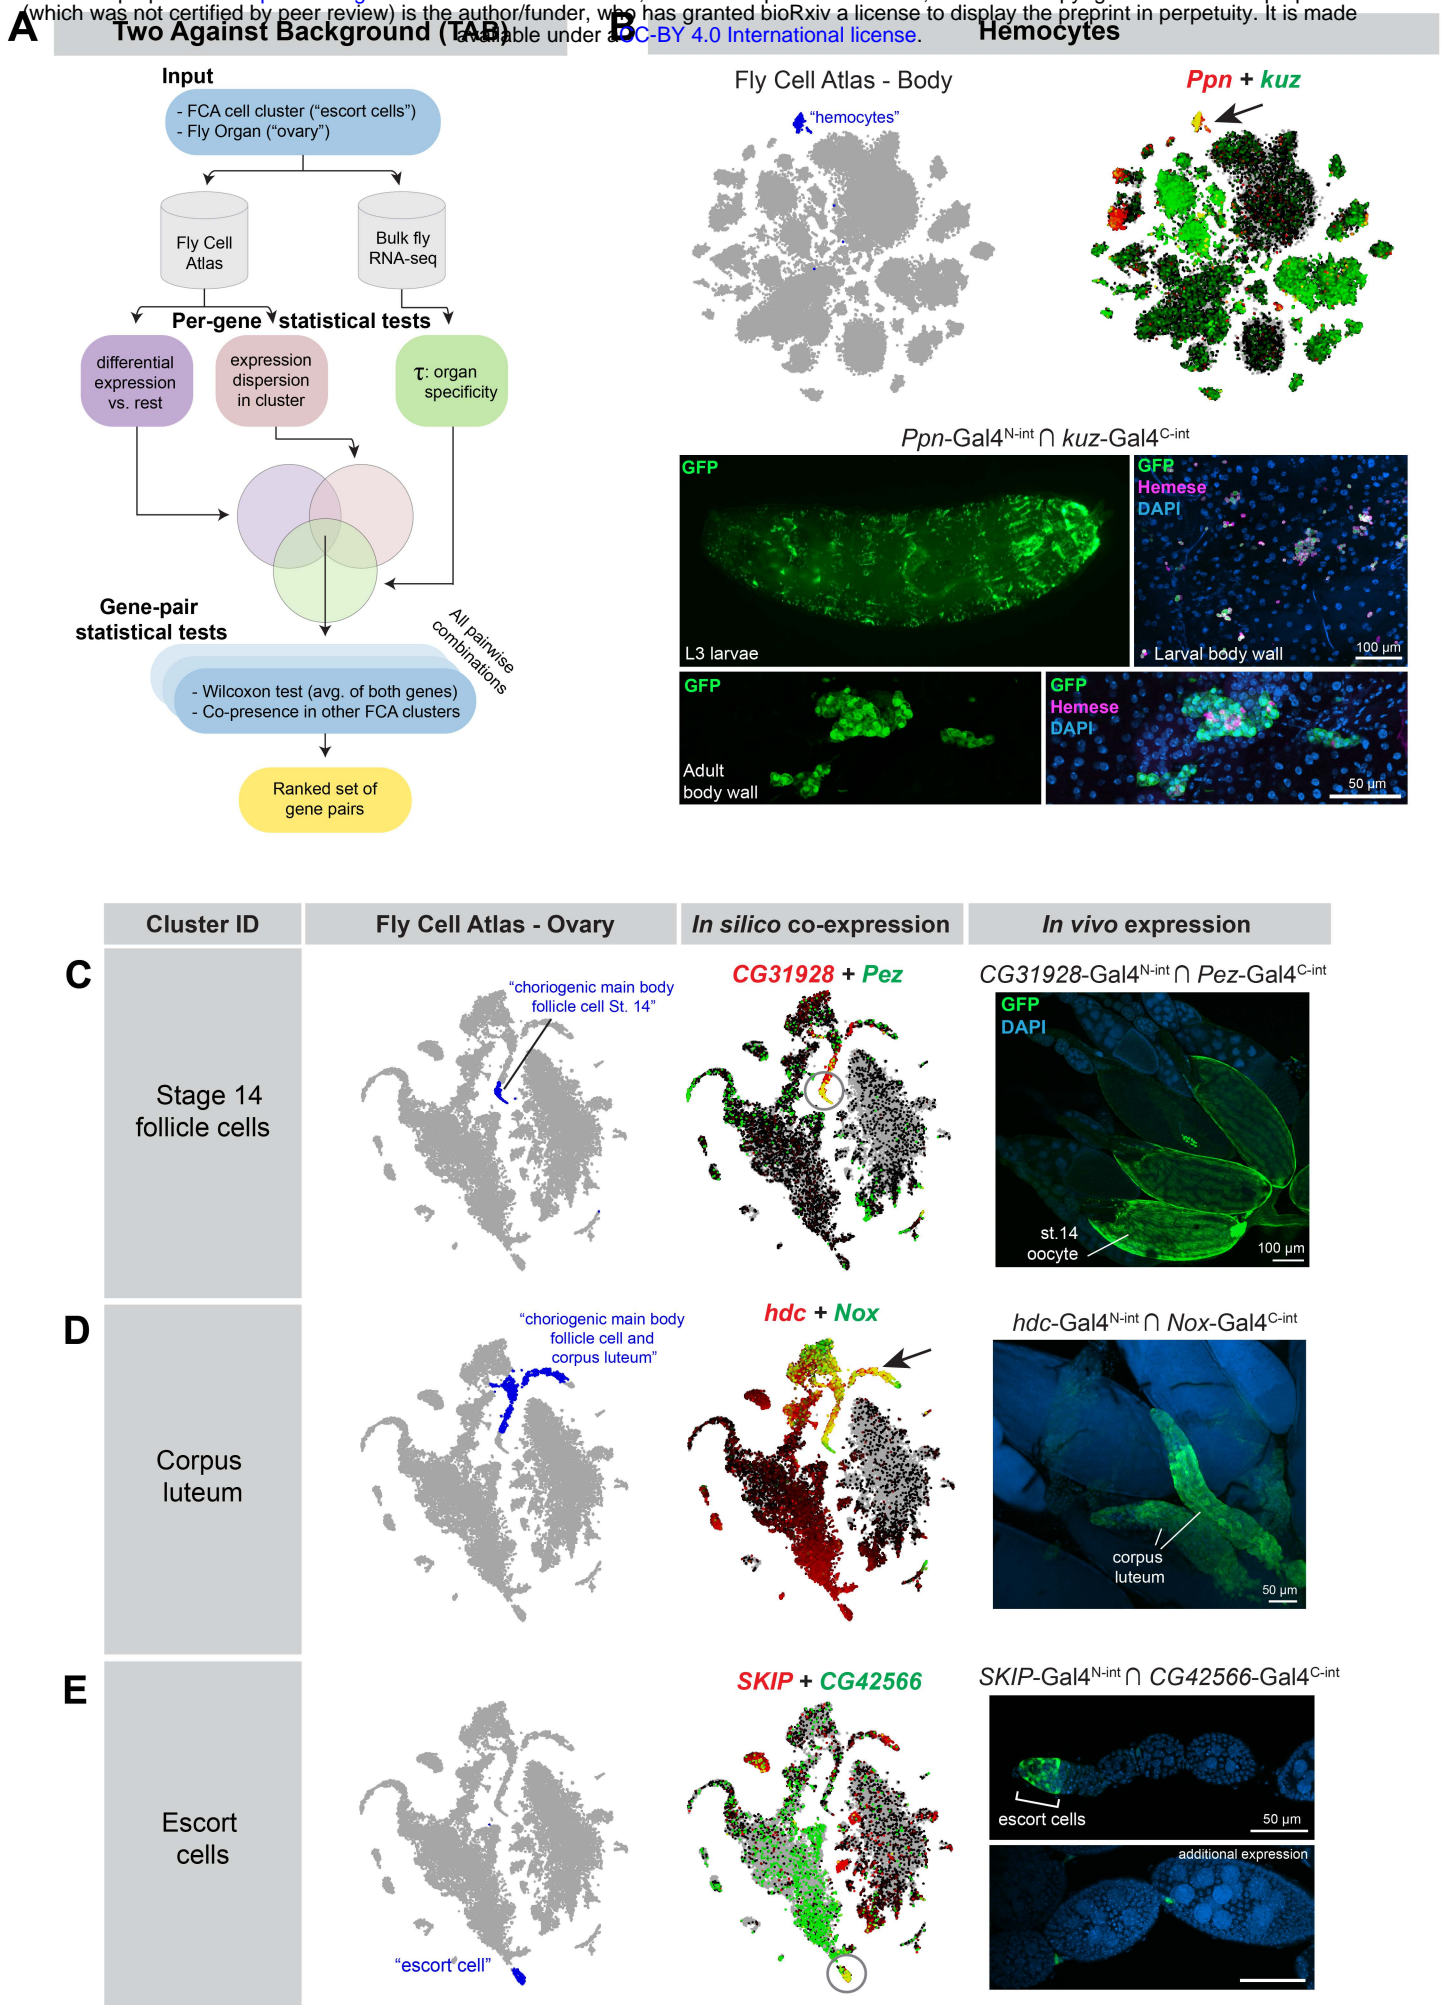 (which was not certified by peer review) is the author/funder, who has granted bioRxiv a license to display the preprint in perpetuity. It is made
available under aCC-BY 4.0 International license.
A
Two Against Background (TAB)
B
Hemocytes
Input
- FCA cell cluster (“escort cells”)
- Fly Organ (“ovary”)
Fly Cell
Atlas
Bulk fly
RNA-seq
Per-gene statistical tests
differential
expression
vs. rest
expression
dispersion
in cluster
τ: organ
specificity
Gene-pair
statistical tests
All pairwise
combinations
- Wilcoxon test (avg. of both genes)
- Co-presence in other FCA clusters
Ranked set of
gene pairs
Fly Cell Atlas - Body
“hemocytes”
Ppn + kuz
Ppn-Gal4N-int ∩ kuz-Gal4C-int
GFP
L3 larvae
GFP
Hemese
DAPI
Larval body wall
100 µm
GFP
Adult
body wall
GFP
Hemese
DAPI
50 µm
Cluster ID
Fly Cell Atlas - Ovary
In silico co-expression
In vivo expression
C
Stage 14
follicle cells
“choriogenic main body
follicle cell St. 14”
CG31928 + Pez
CG31928-Gal4N-int ∩ Pez-Gal4C-int
GFP
DAPI
st.14
oocyte
100 µm
D
Corpus
luteum
“choriogenic main body
follicle cell and
corpus luteum”
hdc + Nox
hdc-Gal4N-int ∩ Nox-Gal4C-int
corpus
luteum
50 µm
E
Escort
cells
“escort cell”
SKIP + CG42566
SKIP-Gal4N-int ∩ CG42566-Gal4C-int
escort cells
50 µm
additional expression